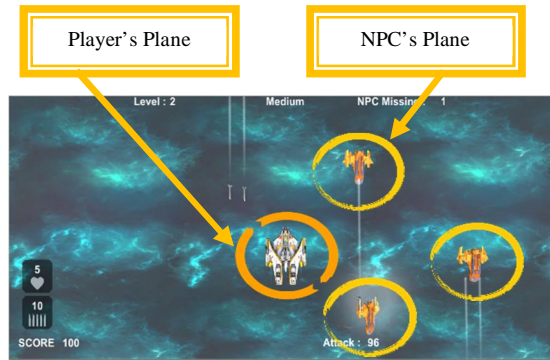 Player's Plane
NPC's Plane
Level : 2 Medium NPC Missing : 1
5
10
SCORE 100 Attack : 96